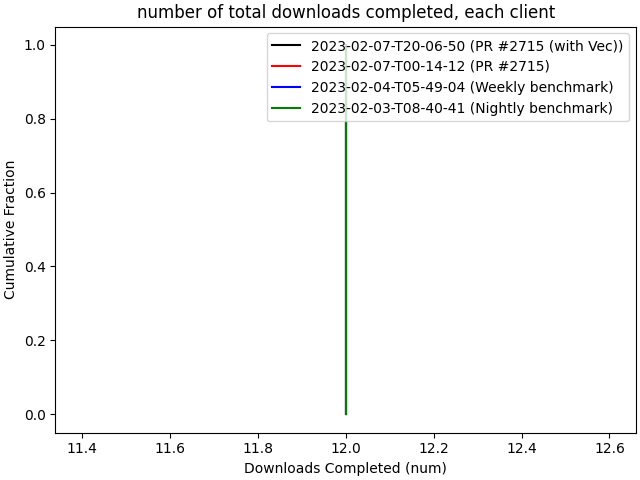 number of total downloads completed, each client
1.0
0.8
0.6
0.4
0.2
0.0
Cumulative Fraction
2023-02-07-T20-06-50 (PR #2715 (with Vec))
2023-02-07-T00-14-12 (PR #2715)
2023-02-04-T05-49-04 (Weekly benchmark)
2023-02-03-T08-40-41 (Nightly benchmark)
11.4 11.6 11.8 12.0 12.2 12.4 12.6
Downloads Completed (num)